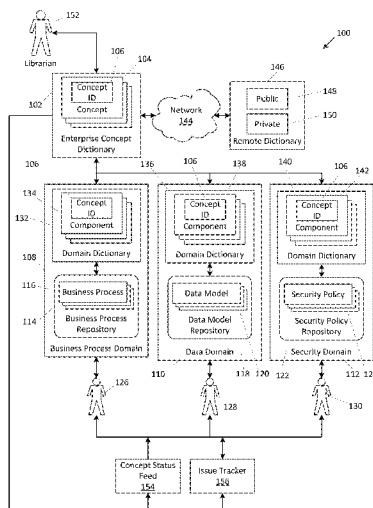 152
Librarian
106
104
100
102
Concept
ID
Concept
Enterprise Concept
Dictionary
Network
144
146
Public
148
Private
150
Remote Dictionary
106
136
106
138
140
106
142
134
132
Concept
ID
Component
Domain Dictionary
Concept
ID
Component
Domain Dictionary
Concept
ID
Component
Domain Dictionary
108
116
114
Business Process
Business Process
Repository
Business Process Domain
Data Model
Data Model
Repository
Data Domain
Security Policy
Security Policy
Repository
Security Domain
110
118
120
122
112
12
126
128
130
Concept Status
Feed
154
Issue Tracker
156